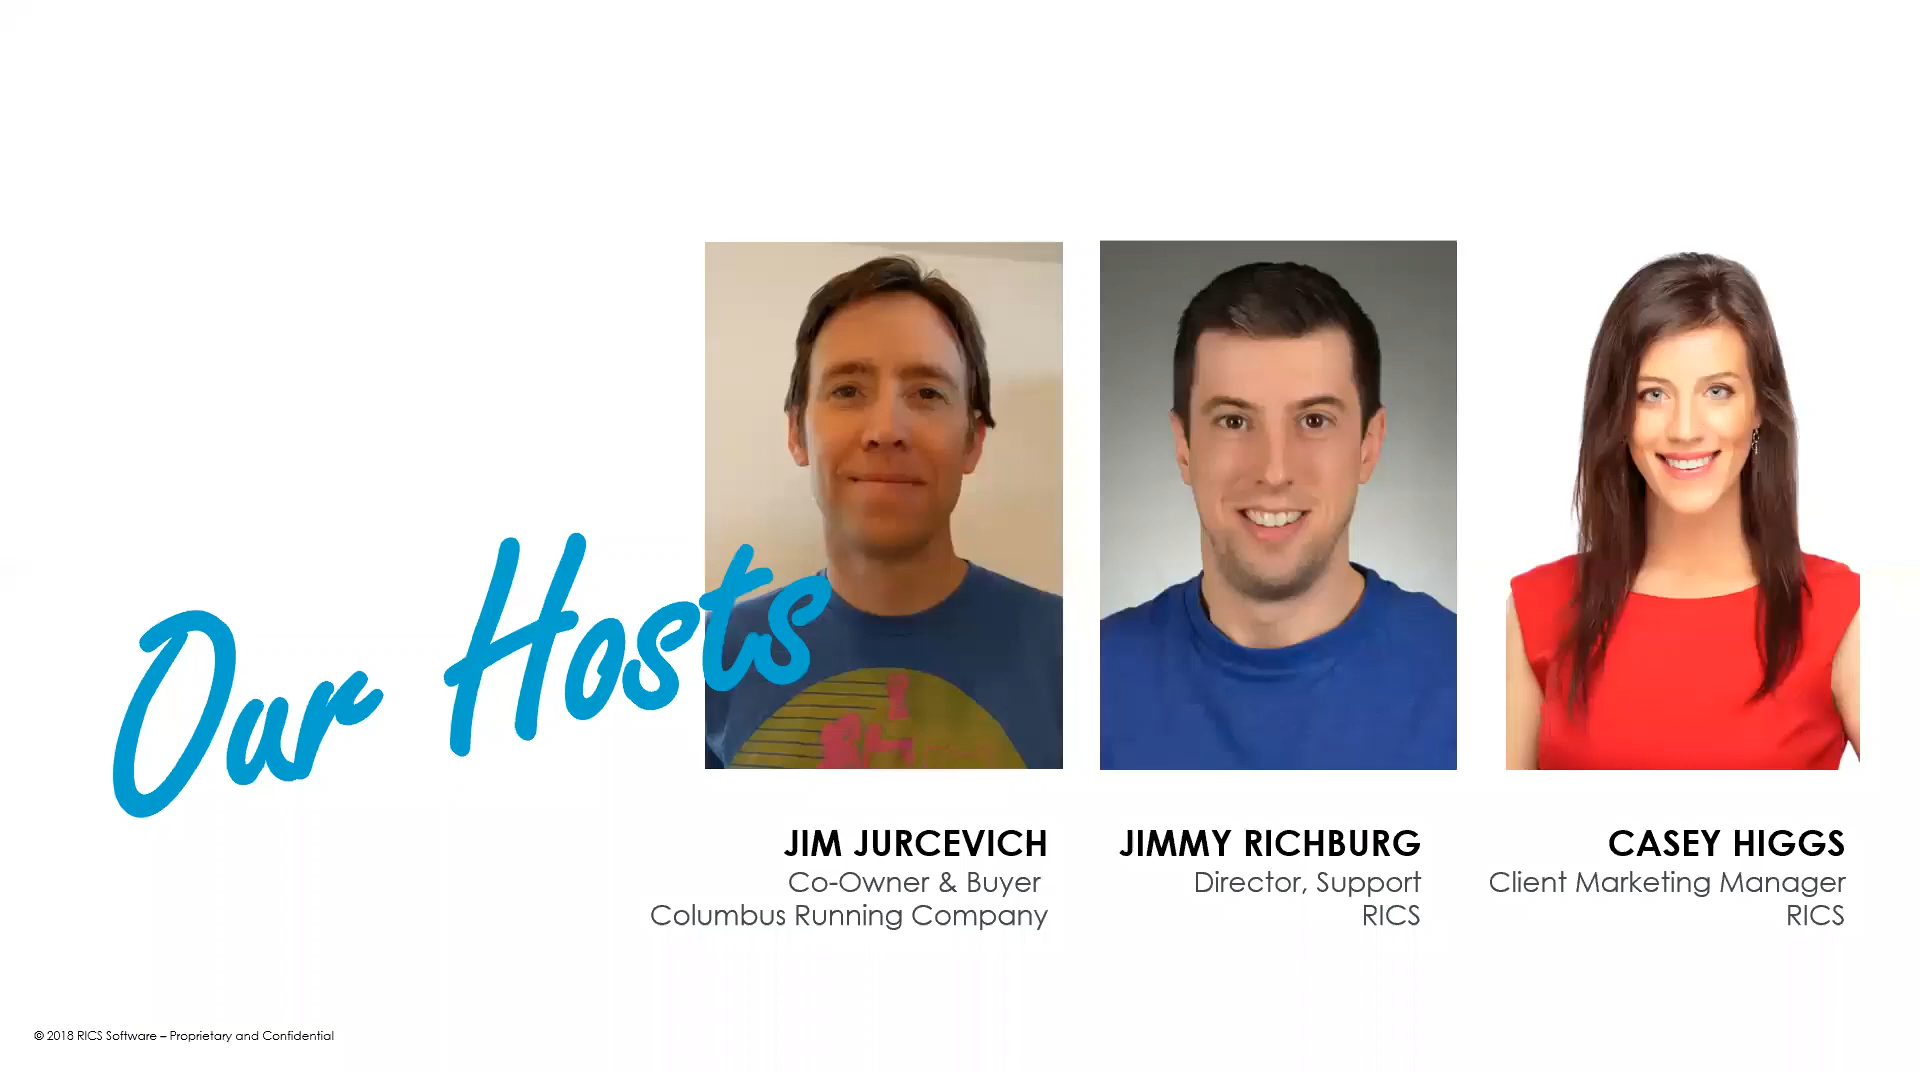 Our Hosts
JIM JURCEVICH
Co-Owner & Buyer
Columbus Running Company
JIMMY RICHBURG
Director, Support
RICS
CASEY HIGGS
Client Marketing Manager
RICS
© 2018 RICS Software – Proprietary and Confidential